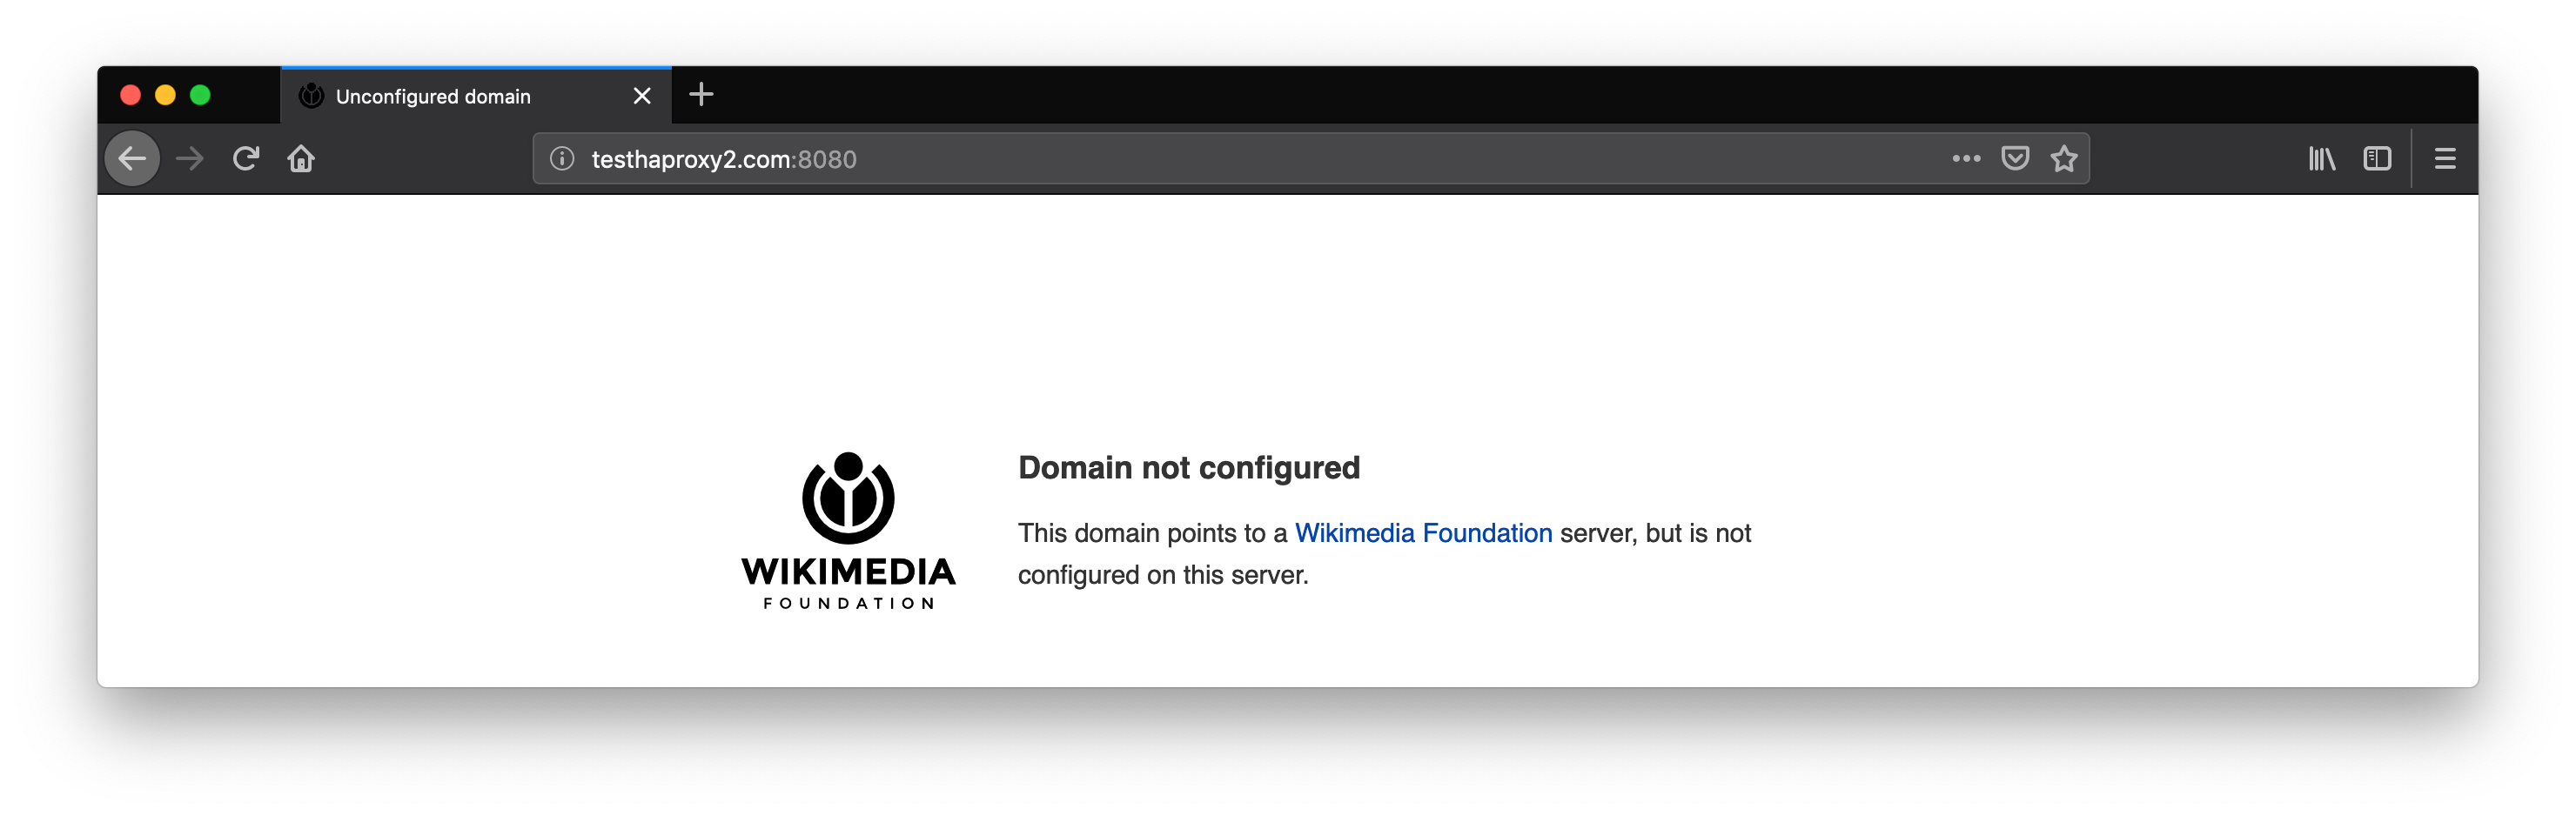 Unconfigured domain
testhaproxy2.com:8080
Domain not configured
This domain points to a Wikimedia Foundation server, but is not
configured on this server.
WIKIMEDIA
FOUNDATION